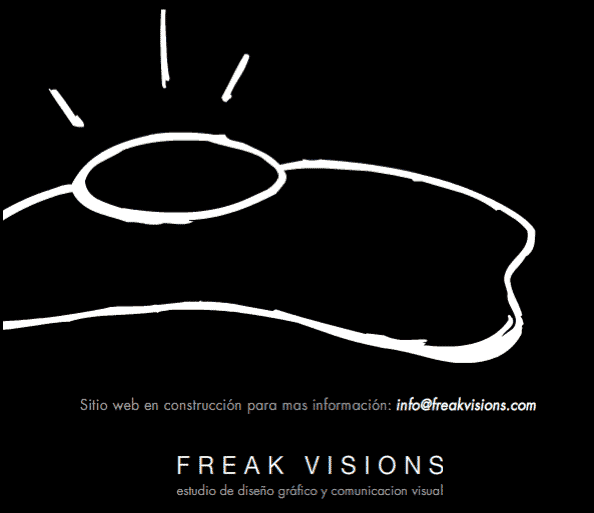 Sitio web en construcción para mas información: info@freakvisions.com
FREAK VISIONS
estudio de diseño gráfico y comunicacion visual